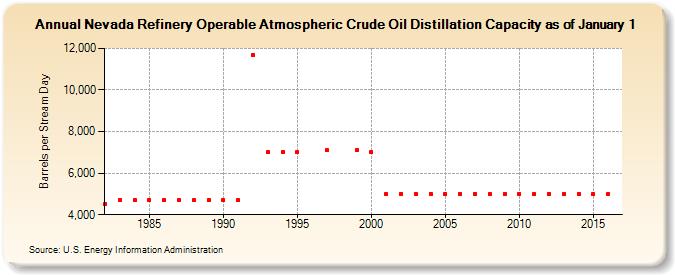 Annual Nevada Refinery Operable Atmospheric Crude Oil Distillation Capacity as of January 1
Barrels per Stream Day
12,000
10,000
8,000
6,000
4,000
1985 1990 1995 2000 2005 2010 2015
Source: U.S. Energy Information Administration